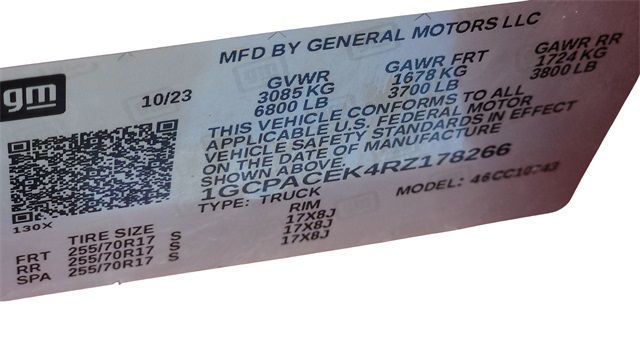 MFD BY GENERAL MOTORS LLC
gm
10/23
GVWR GAWR FRT GAWR RR
3085 KG 1678 KG 1724 KG
6800 LB 3700 LB 3800 LB
THIS VEHICLE CONFORMS TO ALL
APPLICABLE U.S. FEDERAL MOTOR
VEHICLE SAFETY STANDARDS IN EFFECT
ON THE DATE OF MANUFACTURE
SHOWN ABOVE.
1GCPACEK4RZ178266
TYPE: TRUCK MODEL:
130X
TIRE SIZE RIM
FRT 255/70R17 S 17X8J
RR 255/70R17 S 17X8J
SPA 255/70R17 S 17X8J